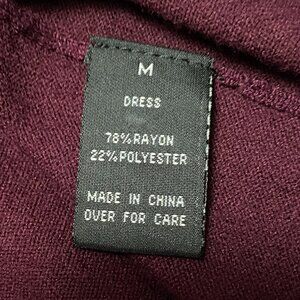 M
DRESS
78%RAYON
22%POLYESTER
MADE IN CHINA
OVER FOR CARE